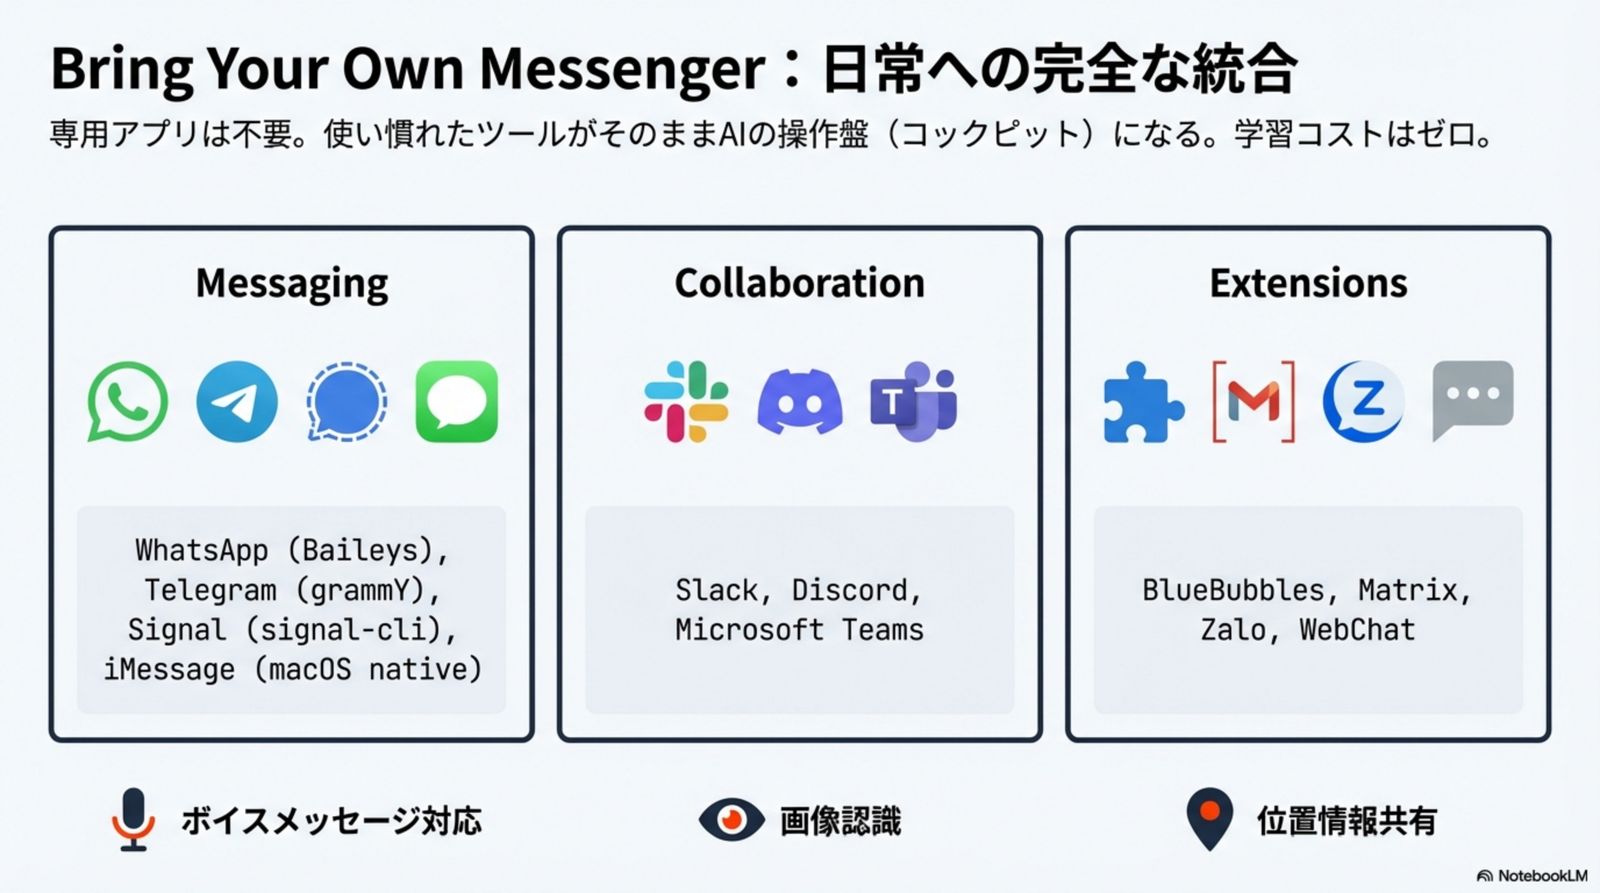 Bring Your Own Messenger：日常への完全な統合
専用アプリは不要。使い慣れたツールがそのままAIの操作盤（コックピット）になる。学習コストはゼロ。
Messaging
WhatsApp (Baileys),
Telegram (grammY),
Signal (signal-cli),
iMessage (macOS native)
Collaboration
T
Slack, Discord,
Microsoft Teams
Extensions
M
Z
BlueBubbles, Matrix,
Zalo, WebChat
ボイスメッセージ対応
画像認識
位置情報共有
NotebookLM